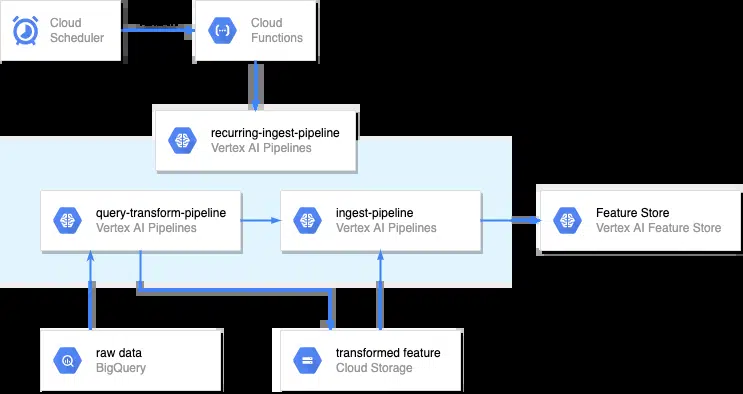 Cloud
Scheduler
Cloud
Functions
recurring-ingest-pipeline
Vertex AI Pipelines
query-transform-pipeline
Vertex AI Pipelines
ingest-pipeline
Vertex AI Pipelines
Feature Store
Vertex AI Feature Store
raw data
BigQuery
transformed feature
Cloud Storage